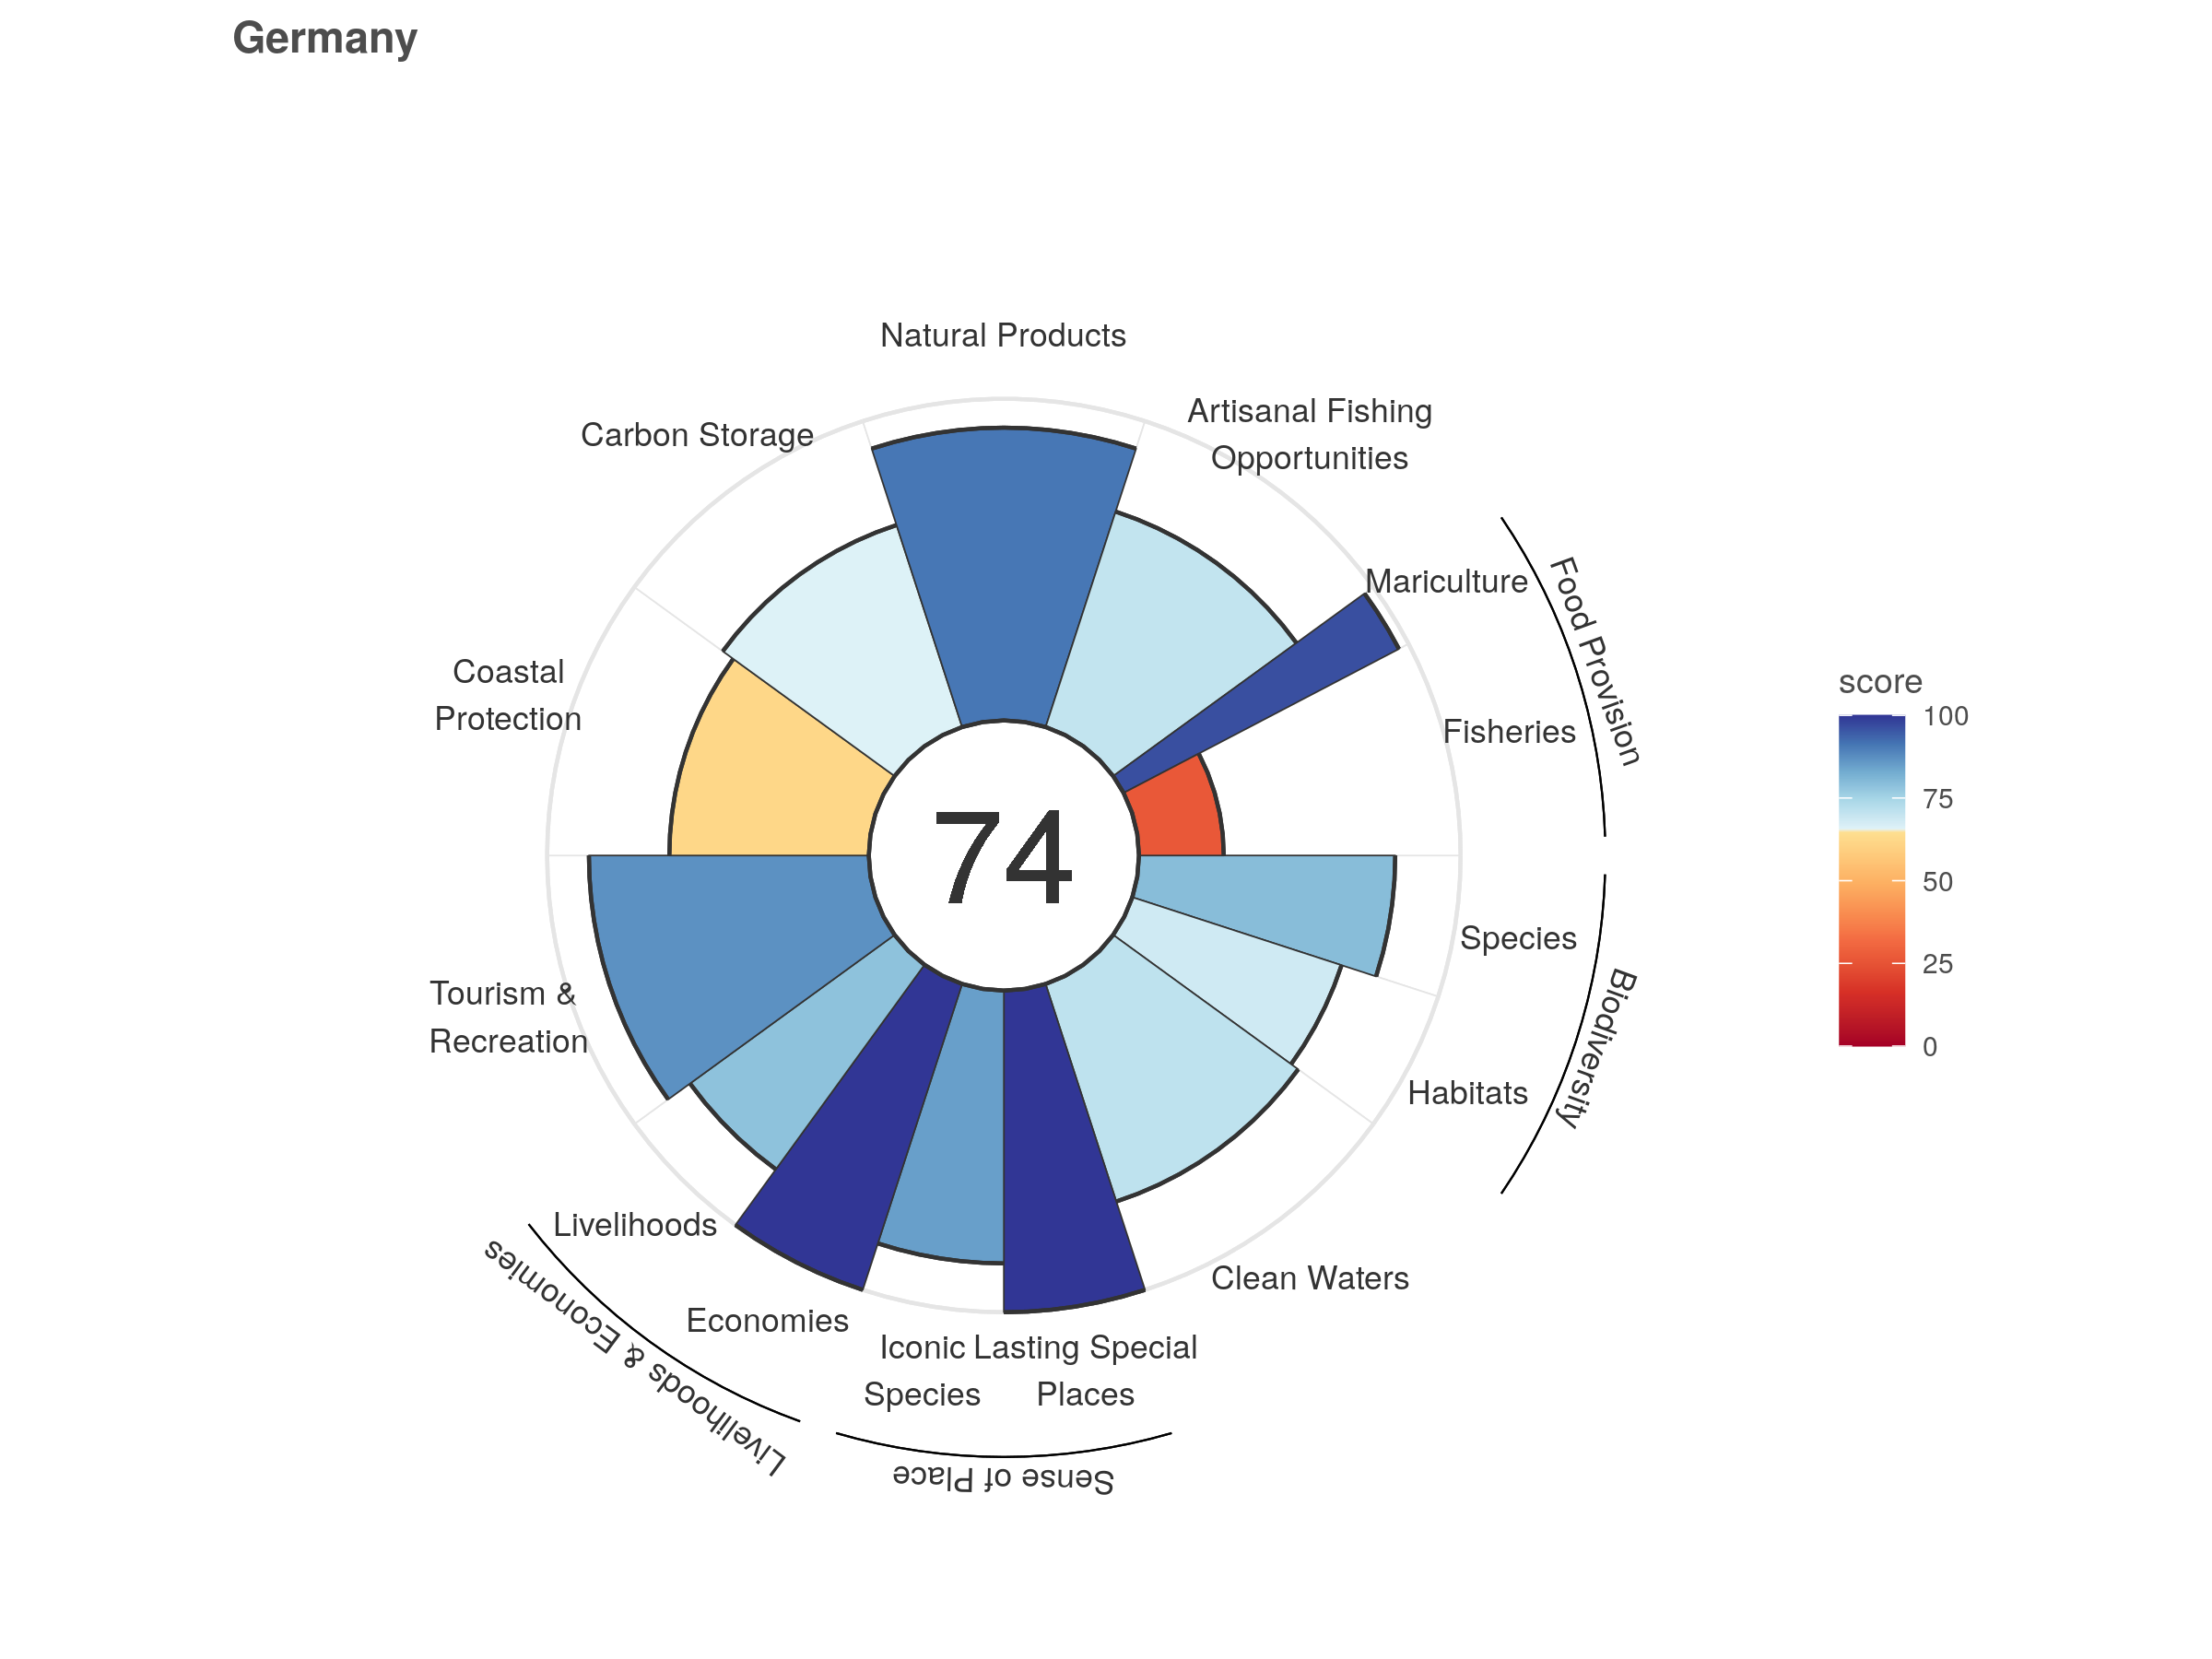 Germany
Natural Products
Artisanal Fishing
Opportunities
Carbon Storage
Mariculture
Food Provision
Fisheries
Coastal
Protection
74
score
100
75
50
25
0
Species
Biodiversity
Habitats
Tourism &
Recreation
Livelihoods
Livelihoods & Economies
Economies
Clean Waters
Iconic
Species
Lasting Special
Places
Sense of Place